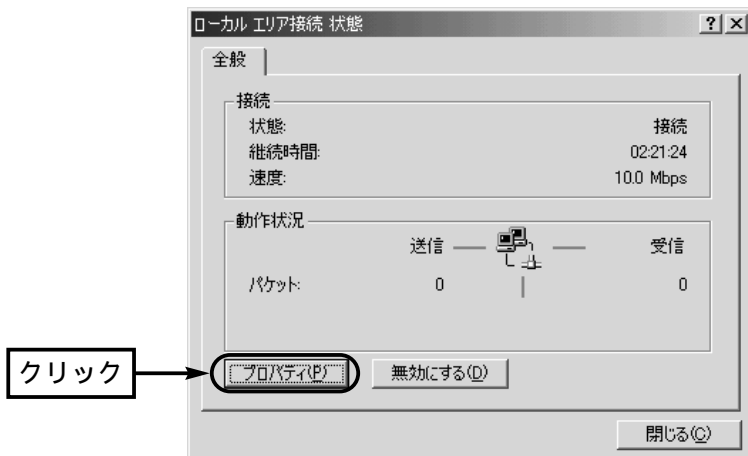 ローカル エリア接続 状態
全般
接続
状態: 接続
継続時間: 02:21:24
速度: 10.0 Mbps
動作状況
送信 受信
パケット: 0 0
クリック
プロパティ(P) 無効にする(D)
閉じる(C)